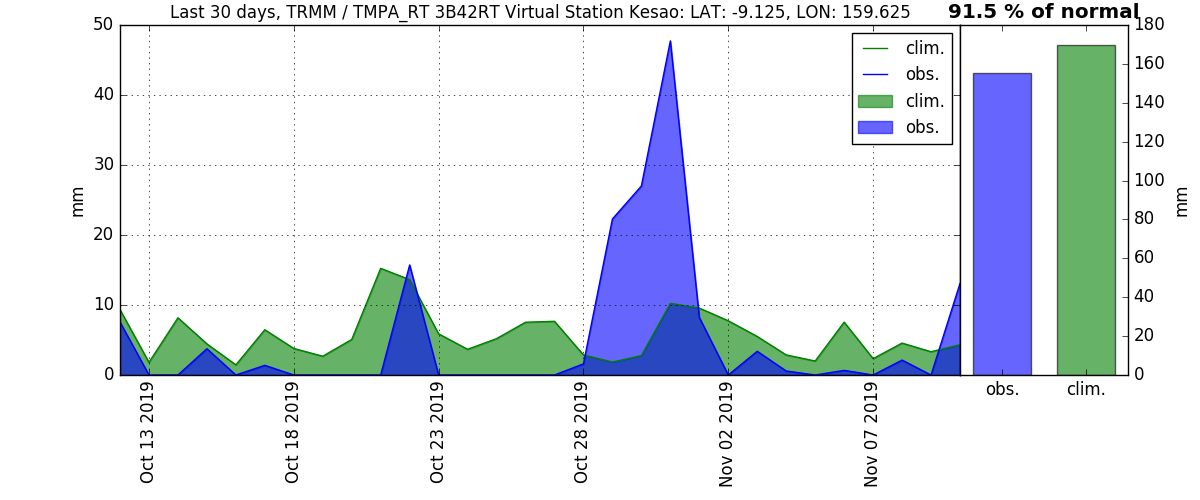 Last 30 days, TRMM / TMPA_RT 3B42RT Virtual Station Kesao: LAT: -9.125, LON: 159.625
91.5 % of normal
50
40
30
20
10
0
mm
clim.
obs.
clim.
obs.
180
160
140
120
100
80
60
40
20
0
mm
Oct 13 2019
Oct 18 2019
Oct 23 2019
Oct 28 2019
Nov 02 2019
Nov 07 2019
obs.
clim.